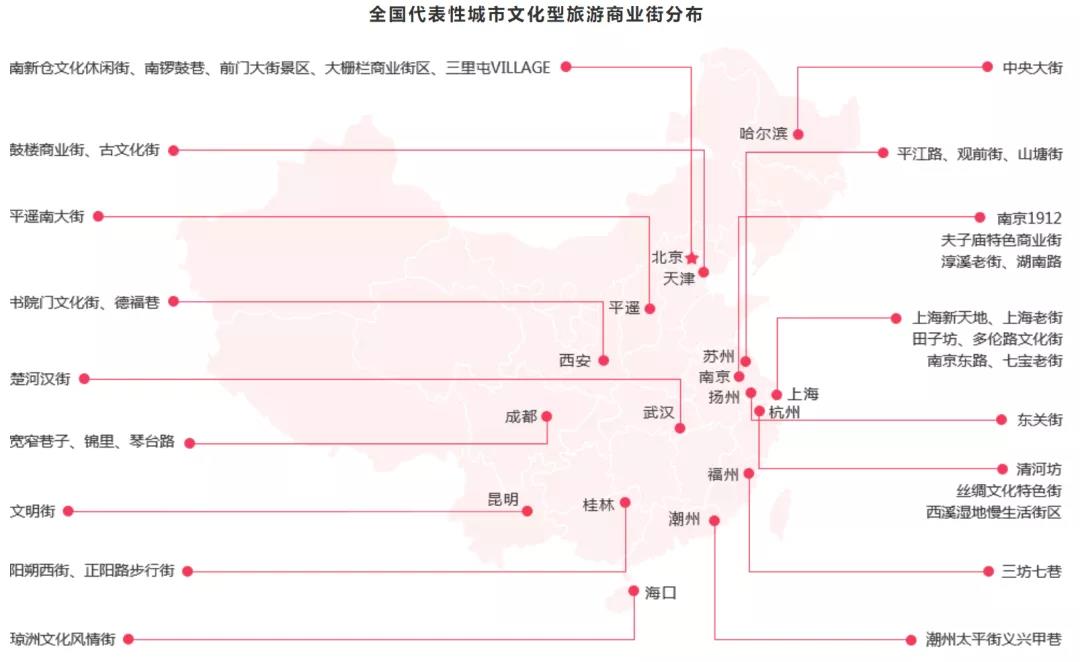 全国代表性城市文化型旅游商业街分布
南新仓文化休闲街、南锣鼓巷、前门大街景区、大栅栏商业街区、三里屯VILLAGE
中央大街
哈尔滨
鼓楼商业街、古文化街
平江路、观前街、山塘街
平遥南大街
南京1912
夫子庙特色商业街
淳溪老街、湖南路
北京
天津
书院门文化街、德福巷
平遥
上海新天地、上海老街
田子坊、多伦路文化街
南京东路、七宝老街
西安
苏州
南京
楚河汉街
扬州
上海
杭州
成都
武汉
东关街
宽窄巷子、锦里、琴台路
清河坊
丝绸文化特色街
西溪湿地慢生活街区
福州
昆明
桂林
文明街
潮州
阳朔西街、正阳路步行街
三坊七巷
海口
琼洲文化风情街
潮州太平街义兴甲巷